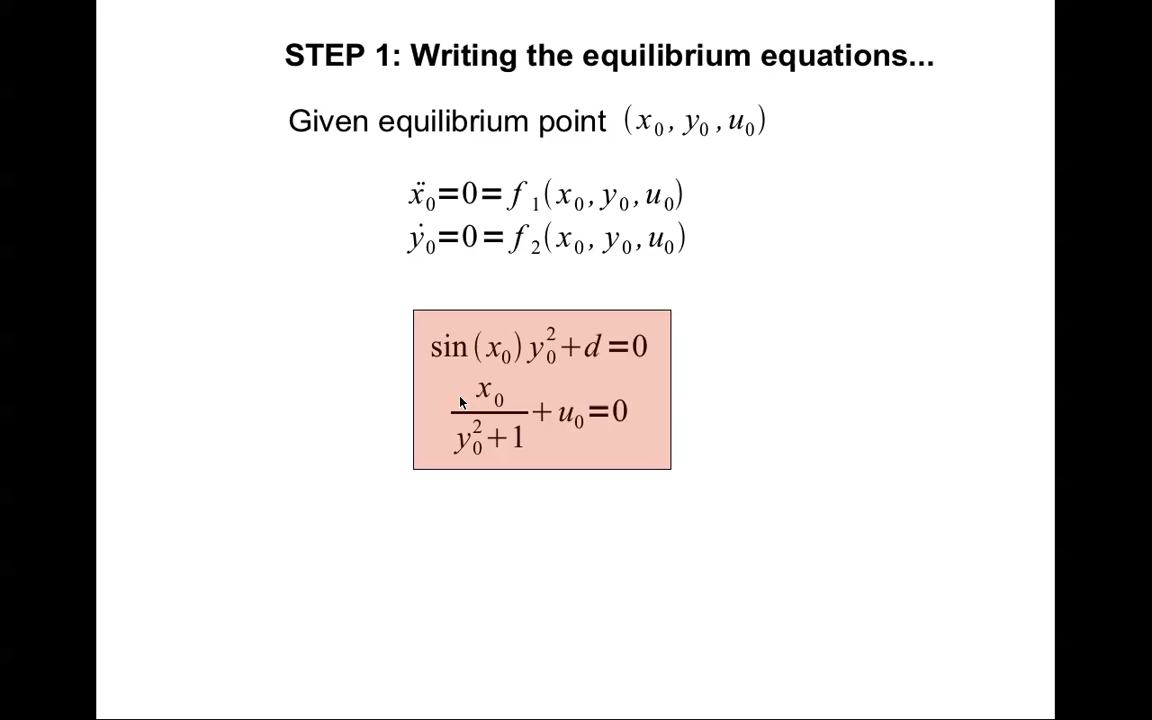 STEP 1: Writing the equilibrium equations...
Given equilibrium point (x₀, y₀, u₀)
ẍ₀=0=f₁(x₀, y₀, u₀)
ẏ₀=0=f₂(x₀, y₀, u₀)
sin(x₀)y₀²+d=0
x₀/(y₀²+1)+u₀=0